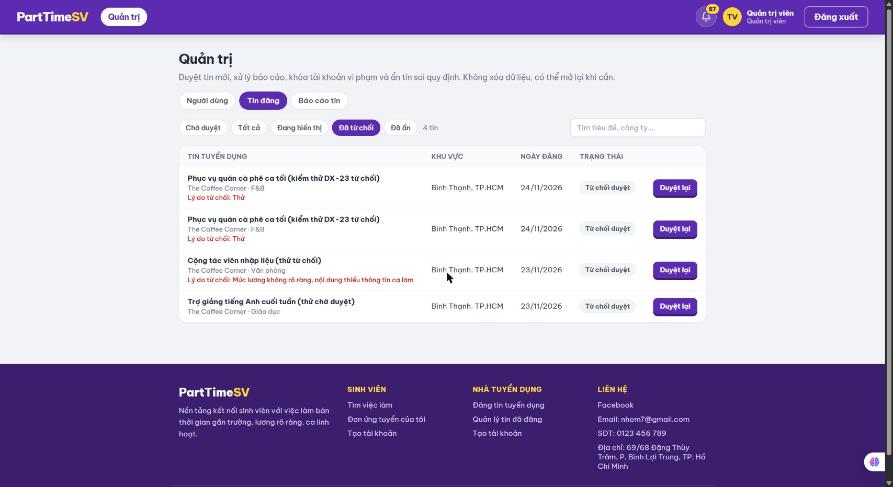 PartTimeSV Quản trị 57 TV Quản trị viên Đăng xuất
Quản trị viên
Quản trị
Duyệt tin mới, xử lý báo cáo, khóa tài khoản vi phạm và ẩn tin sai quy định. Không xóa dữ liệu, có thể mở lại khi cần.
Người dùng Tin đăng Báo cáo tin
Chờ duyệt Tất cả Đang hiển thị Đã từ chối Đã ẩn 4 tin Tìm tiêu đề, công ty...
TIN TUYỂN DỤNG KHU VỰC NGÀY ĐĂNG TRẠNG THÁI
Phục vụ quán cà phê ca tối (kiểm thử DX-23 từ chối)
The Coffee Corner · F&B
Lý do từ chối: Thử
Bình Thạnh, TP.HCM 24/11/2026 Từ chối duyệt Duyệt lại
Phục vụ quán cà phê ca tối (kiểm thử DX-23 từ chối)
The Coffee Corner · F&B
Lý do từ chối: Thử
Bình Thạnh, TP.HCM 24/11/2026 Từ chối duyệt Duyệt lại
Cộng tác viên nhập liệu (thử từ chối)
The Coffee Corner · Văn phòng
Lý do từ chối: Mức lương không rõ ràng, nội dung thiếu thông tin ca làm
Bình Thạnh, TP.HCM 23/11/2026 Từ chối duyệt Duyệt lại
Trợ giảng tiếng Anh cuối tuần (thử chờ duyệt)
The Coffee Corner · Giáo dục
Bình Thạnh, TP.HCM 23/11/2026 Từ chối duyệt Duyệt lại
PartTimeSV
Nền tảng kết nối sinh viên với việc làm bán
thời gian gần trường, lương rõ ràng, ca linh
hoạt.
SINH VIÊN
Tìm việc làm
Đơn ứng tuyển của tôi
Tạo tài khoản
NHÀ TUYỂN DỤNG
Đăng tin tuyển dụng
Quản lý tin đã đăng
Tạo tài khoản
LIÊN HỆ
Facebook
Email: nhom7@gmail.com
SĐT: 0123 456 789
Địa chỉ: 69/68 Đặng Thùy
Trâm, P. Bình Lợi Trung, TP. Hồ
Chí Minh